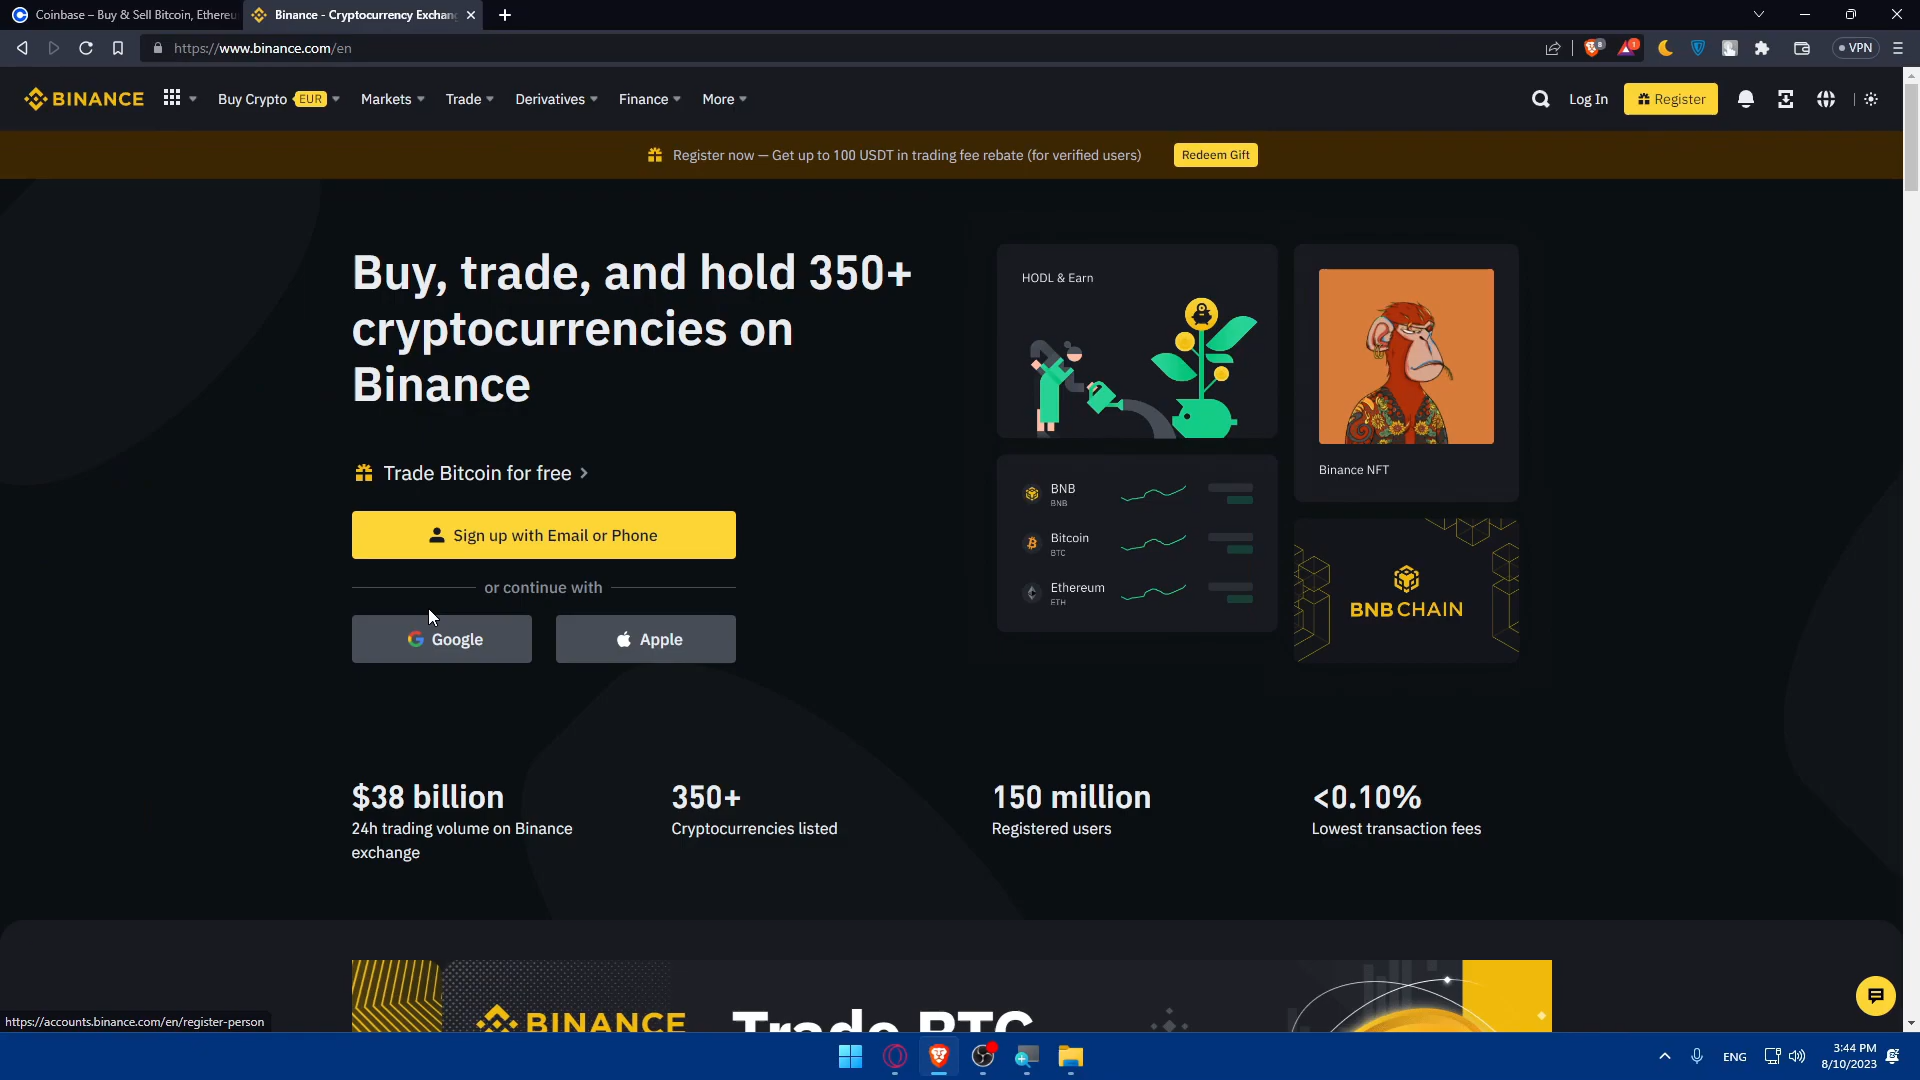 Coinbase – Buy & Sell Bitcoin, Ethereu
Binance - Cryptocurrency Exchan
https://www.binance.com/en
8
1
VPN
BINANCE
Buy Crypto EUR
Markets
Trade
Derivatives
Finance
More
Log In
Register
Register now — Get up to 100 USDT in trading fee rebate (for verified users)
Redeem Gift
Buy, trade, and hold 350+
cryptocurrencies on
Binance
Trade Bitcoin for free
Sign up with Email or Phone
or continue with
Google
Apple
HODL & Earn
BNB
BNB
Bitcoin
BTC
Ethereum
ETH
Binance NFT
BNB CHAIN
$38 billion
24h trading volume on Binance
exchange
350+
Cryptocurrencies listed
150 million
Registered users
<0.10%
Lowest transaction fees
BINANCE
Trade BTC
https://accounts.binance.com/en/register-person
ENG
3:44 PM
8/10/2023